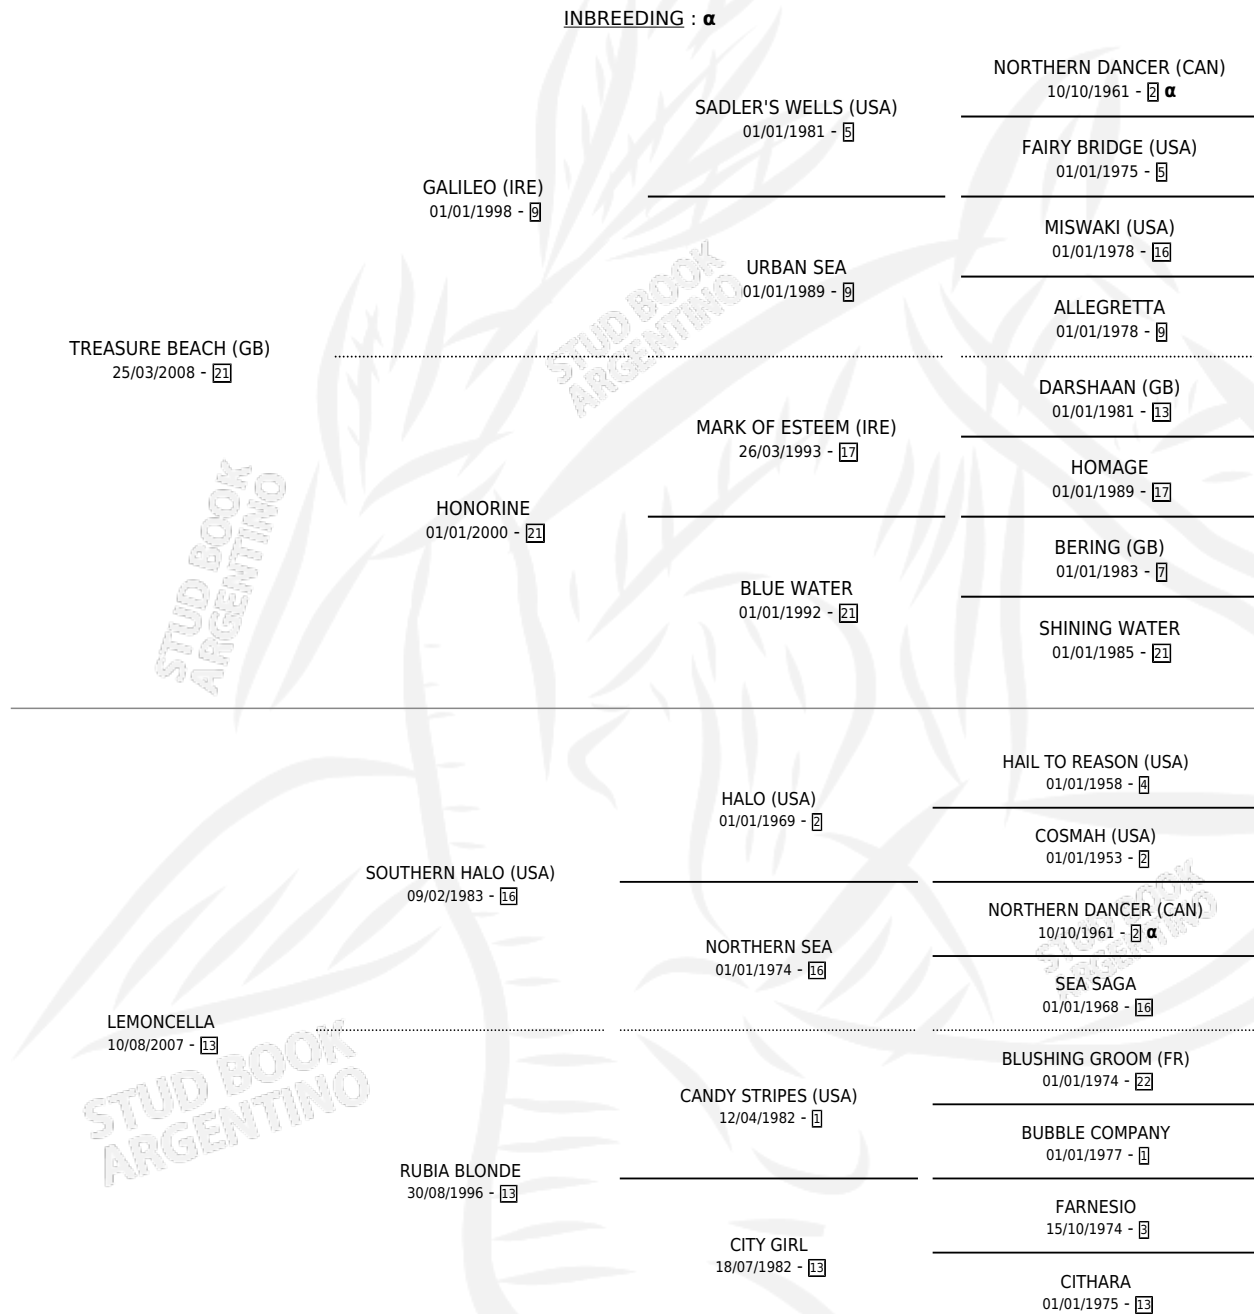 INBREEDING : α
NORTHERN DANCER (CAN)
10/10/1961 - 2 α
SADLER'S WELLS (USA)
01/01/1981 - 5
FAIRY BRIDGE (USA)
01/01/1975 - 5
GALILEO (IRE)
01/01/1998 - 9
MISWAKI (USA)
01/01/1978 - 16
URBAN SEA
01/01/1989 - 9
ALLEGRETTA
01/01/1978 - 9
TREASURE BEACH (GB)
25/03/2008 - 21
DARSHAAN (GB)
01/01/1981 - 13
MARK OF ESTEEM (IRE)
26/03/1993 - 17
HOMAGE
01/01/1989 - 17
HONORINE
01/01/2000 - 21
BERING (GB)
01/01/1983 - 7
BLUE WATER
01/01/1992 - 21
SHINING WATER
01/01/1985 - 21
HAIL TO REASON (USA)
01/01/1958 - 4
HALO (USA)
01/01/1969 - 2
COSMAH (USA)
01/01/1953 - 2
SOUTHERN HALO (USA)
09/02/1983 - 16
NORTHERN DANCER (CAN)
10/10/1961 - 2 α
NORTHERN SEA
01/01/1974 - 16
SEA SAGA
01/01/1968 - 16
LEMONCELLA
10/08/2007 - 13
BLUSHING GROOM (FR)
01/01/1974 - 22
CANDY STRIPES (USA)
12/04/1982 - 1
BUBBLE COMPANY
01/01/1977 - 1
RUBIA BLONDE
30/08/1996 - 13
FARNESIO
15/10/1974 - 3
CITY GIRL
18/07/1982 - 13
CITHARA
01/01/1975 - 13
STUD BOOK
ARGENTINO
STUD BOOK
ARGENTINO
STUD BOOK
ARGENTINO
STUD BOOK
ARGENTINO